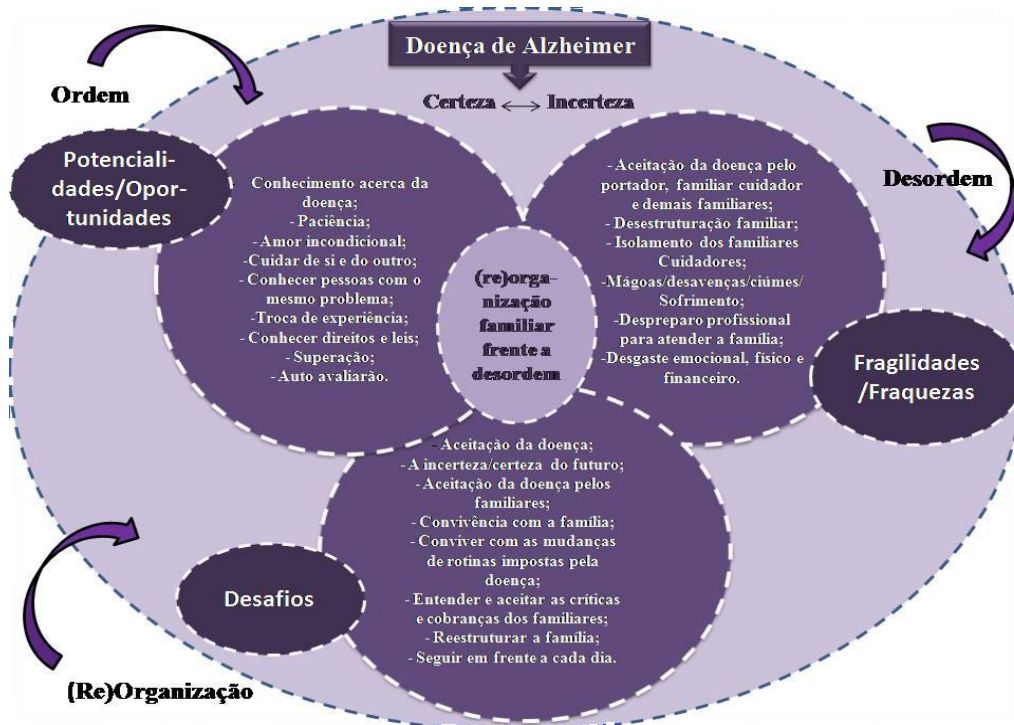 Doença de Alzheimer
Certeza ↔ Incerteza
Ordem
Potenciali-
dades/Opor-
tunidades
Conhecimento acerca da
doença;
- Paciência;
- Amor incondicional;
- Cuidar de si e do outro;
- Conhecer pessoas com o
mesmo problema;
- Troca de experiência;
- Conhecer direitos e leis;
- Superação;
- Auto avaliarão.
Desordem
- Aceitação da doença pelo
portador, familiar cuidador
e demais familiares;
- Desestruturação familiar;
- Isolamento dos familiares
Cuidadores;
- Mágoas/desavenças/ciúmes/
Sofrimento;
- Despreparo profissional
para atender a família;
- Desgaste emocional, físico e
financeiro.
Fragilidades
/Fraquezas
(re)orga-
nização
familiar
frente a
desordem
- Aceitação da doença;
- A incerteza/certeza do futuro;
- Aceitação da doença pelos
familiares;
- Convivência com a família;
- Conviver com as mudanças
de rotinas impostas pela
doença;
- Entender e aceitar as críticas
e cobranças dos familiares;
- Reestruturar a família;
- Seguir em frente a cada dia.
Desafios
(Re)Organização